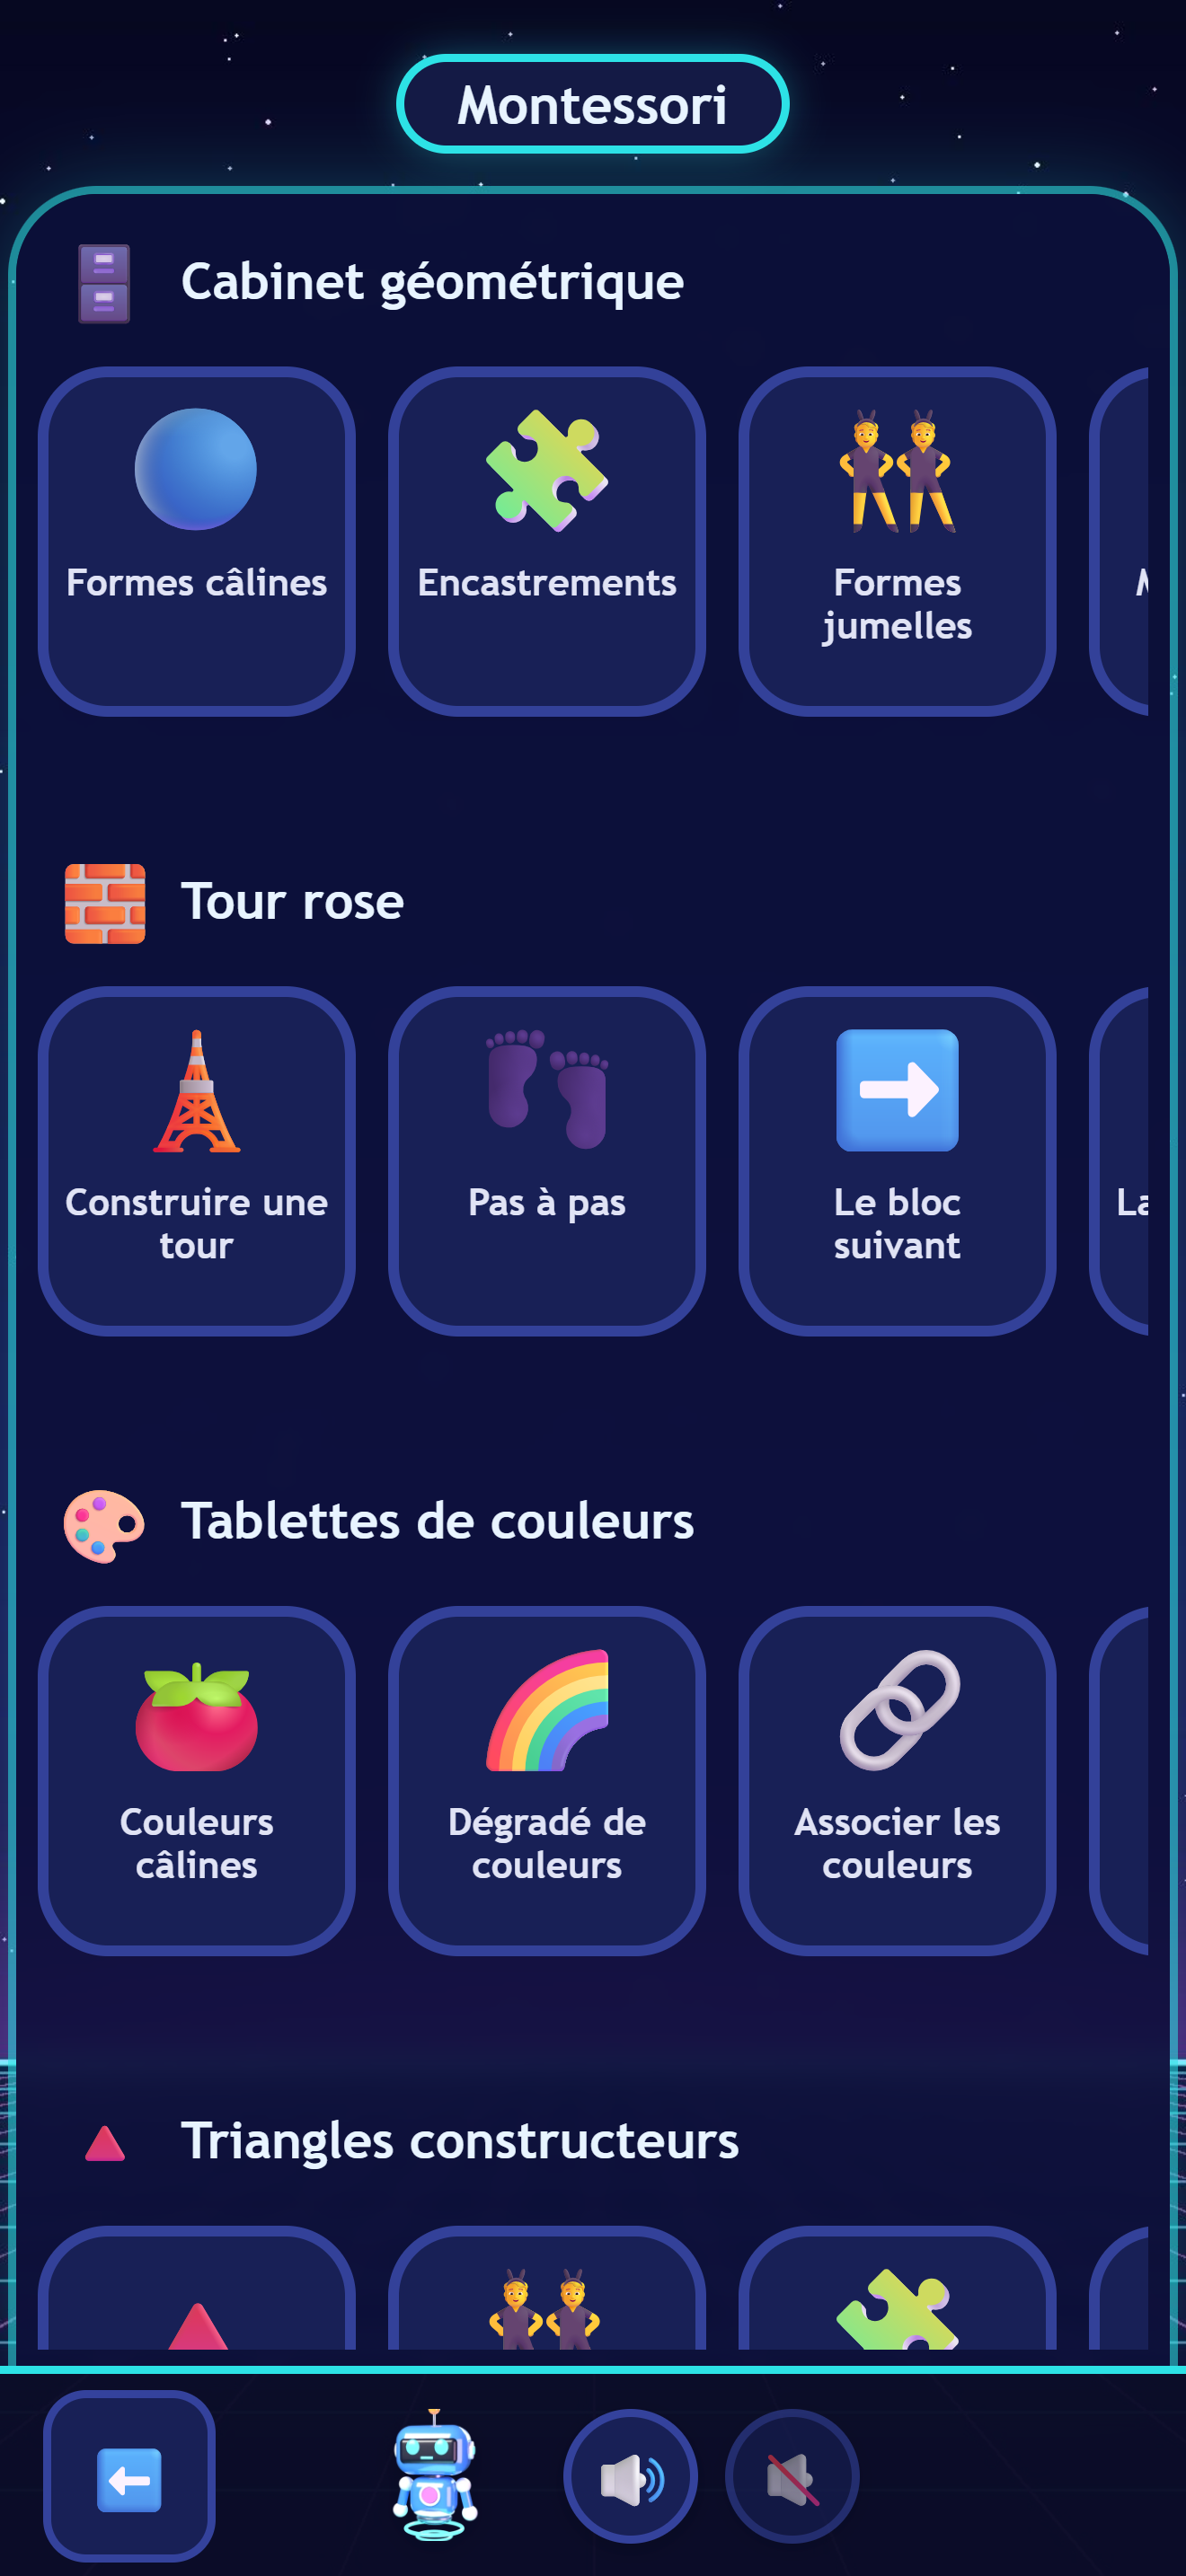 Montessori
Cabinet géométrique
Formes câlines
Encastrements
Formes
jumelles
Tour rose
Construire une
tour
Pas à pas
Le bloc
suivant
Tablettes de couleurs
Couleurs
câlines
Dégradé de
couleurs
Associer les
couleurs
Triangles constructeurs